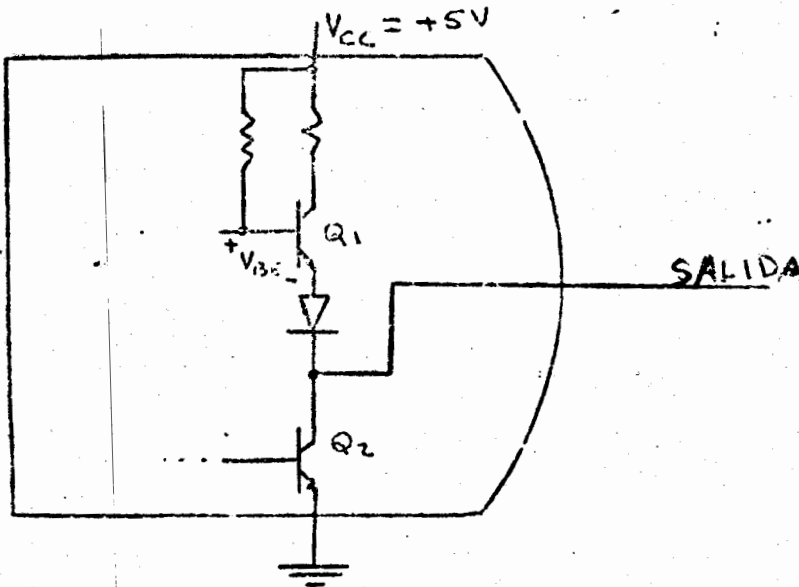 VCC = +5V
Q1
+ VBE -
SALIDA
Q2